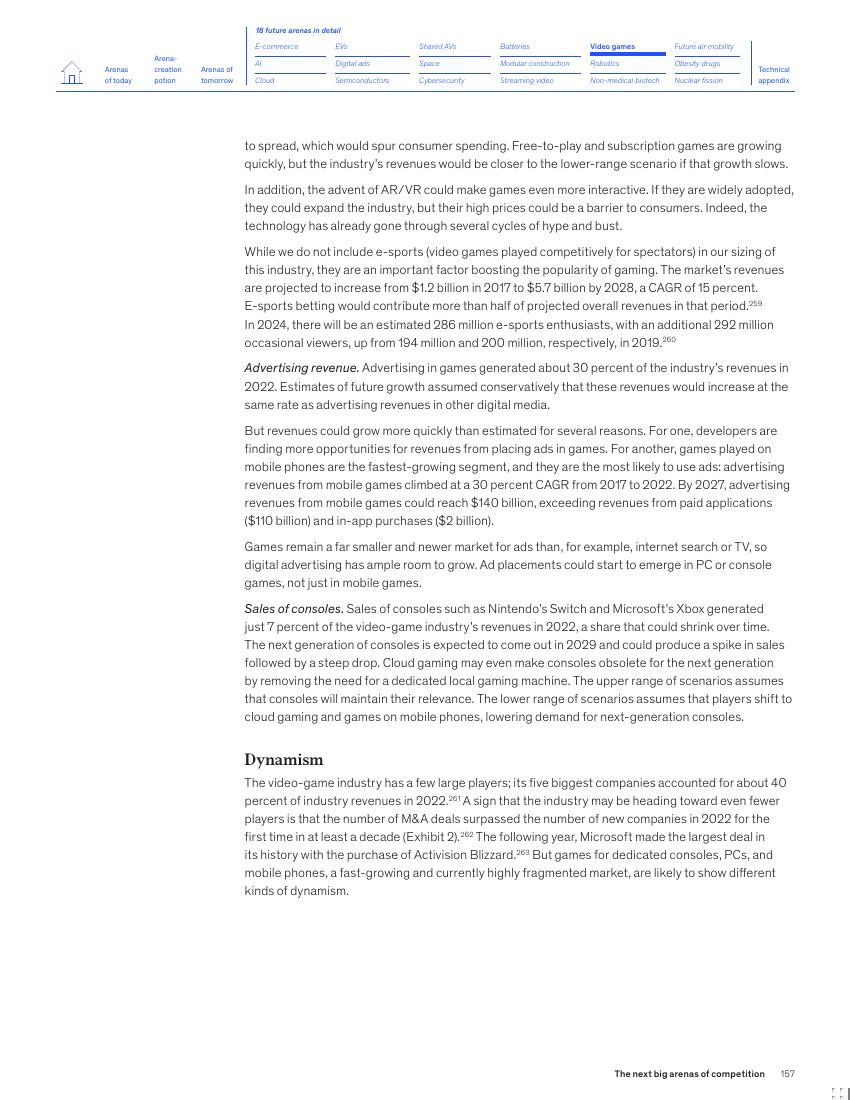 18 future arenas in detail
E-commerce EVs Shared AVs Batteries Video games Future air mobility
Arenas of today Arena-creation potion Arenas of tomorrow AI Digital ads Space Modular construction Robotics Obesity drugs Technical appendix
Cloud Semiconductors Cybersecurity Streaming video Non-medical biotech Nuclear fission
to spread, which would spur consumer spending. Free-to-play and subscription games are growing
quickly, but the industry's revenues would be closer to the lower-range scenario if that growth slows.
In addition, the advent of AR/VR could make games even more interactive. If they are widely adopted,
they could expand the industry, but their high prices could be a barrier to consumers. Indeed, the
technology has already gone through several cycles of hype and bust.
While we do not include e-sports (video games played competitively for spectators) in our sizing of
this industry, they are an important factor boosting the popularity of gaming. The market's revenues
are projected to increase from $1.2 billion in 2017 to $5.7 billion by 2028, a CAGR of 15 percent.
E-sports betting would contribute more than half of projected overall revenues in that period.259
In 2024, there will be an estimated 286 million e-sports enthusiasts, with an additional 292 million
occasional viewers, up from 194 million and 200 million, respectively, in 2019.260
Advertising revenue. Advertising in games generated about 30 percent of the industry's revenues in
2022. Estimates of future growth assumed conservatively that these revenues would increase at the
same rate as advertising revenues in other digital media.
But revenues could grow more quickly than estimated for several reasons. For one, developers are
finding more opportunities for revenues from placing ads in games. For another, games played on
mobile phones are the fastest-growing segment, and they are the most likely to use ads: advertising
revenues from mobile games climbed at a 30 percent CAGR from 2017 to 2022. By 2027, advertising
revenues from mobile games could reach $140 billion, exceeding revenues from paid applications
($110 billion) and in-app purchases ($2 billion).
Games remain a far smaller and newer market for ads than, for example, internet search or TV, so
digital advertising has ample room to grow. Ad placements could start to emerge in PC or console
games, not just in mobile games.
Sales of consoles. Sales of consoles such as Nintendo's Switch and Microsoft's Xbox generated
just 7 percent of the video-game industry's revenues in 2022, a share that could shrink over time.
The next generation of consoles is expected to come out in 2029 and could produce a spike in sales
followed by a steep drop. Cloud gaming may even make consoles obsolete for the next generation
by removing the need for a dedicated local gaming machine. The upper range of scenarios assumes
that consoles will maintain their relevance. The lower range of scenarios assumes that players shift to
cloud gaming and games on mobile phones, lowering demand for next-generation consoles.
Dynamism
The video-game industry has a few large players; its five biggest companies accounted for about 40
percent of industry revenues in 2022.261 A sign that the industry may be heading toward even fewer
players is that the number of M&A deals surpassed the number of new companies in 2022 for the
first time in at least a decade (Exhibit 2).262 The following year, Microsoft made the largest deal in
its history with the purchase of Activision Blizzard.263 But games for dedicated consoles, PCs, and
mobile phones, a fast-growing and currently highly fragmented market, are likely to show different
kinds of dynamism.
The next big arenas of competition 157